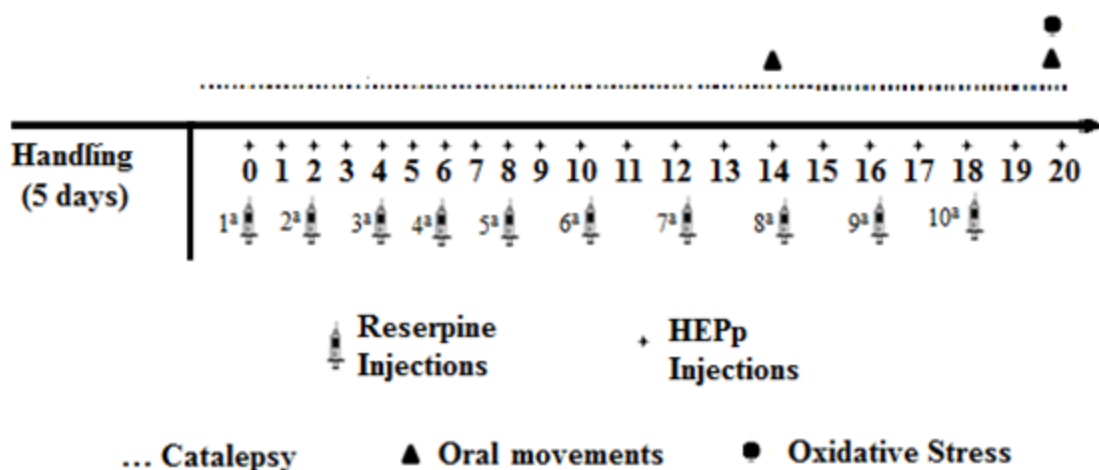 Handling
(5 days)
0 1 2 3 4 5 6 7 8 9 10 11 12 13 14 15 16 17 18 19 20
1ª 2ª 3ª 4ª 5ª 6ª 7ª 8ª 9ª 10ª
Reserpine
Injections
HEPp
Injections
... Catalepsy
Oral movements
Oxidative Stress